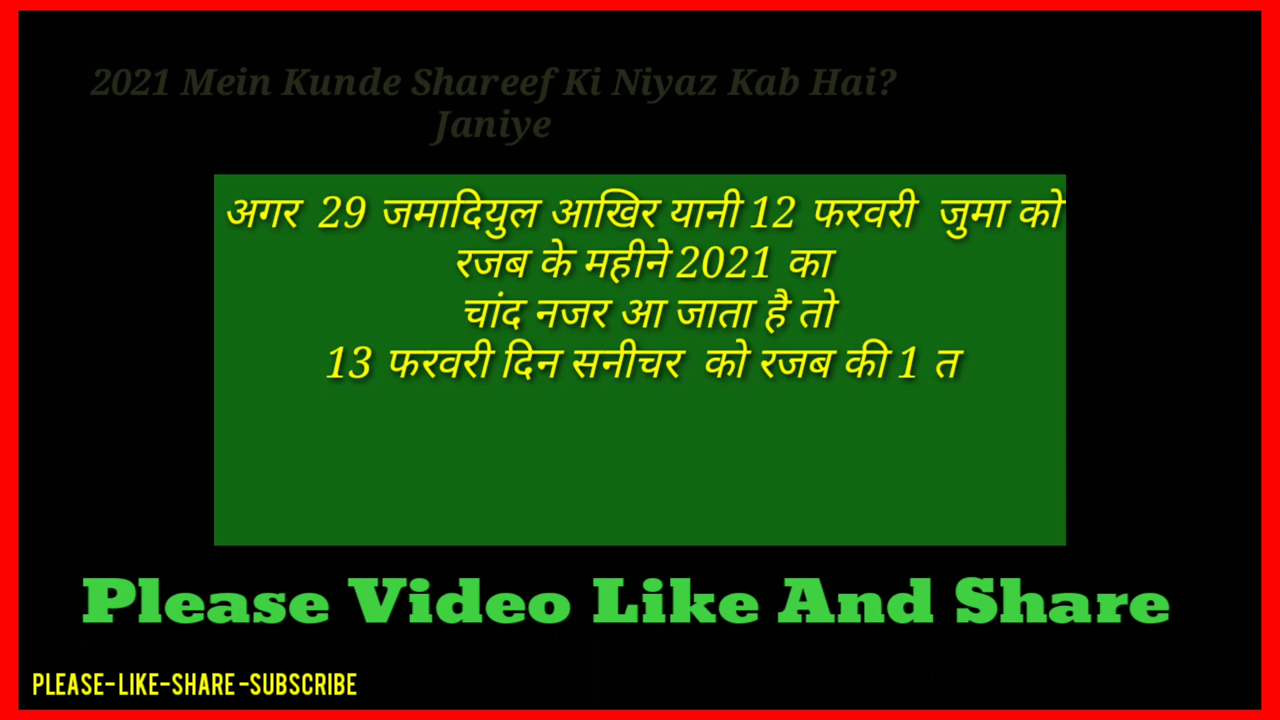 2021 Mein Kunde Shareef Ki Niyaz Kab Hai?
Janiye
अगर 29 जमादियुल आखिर यानी 12 फरवरी जुमा को
रजब के महीने 2021 का
चांद नजर आ जाता है तो
13 फरवरी दिन सनीचर को रजब की 1 त
Please Video Like And Share
PLEASE-LIKE-SHARE-SUBSCRIBE